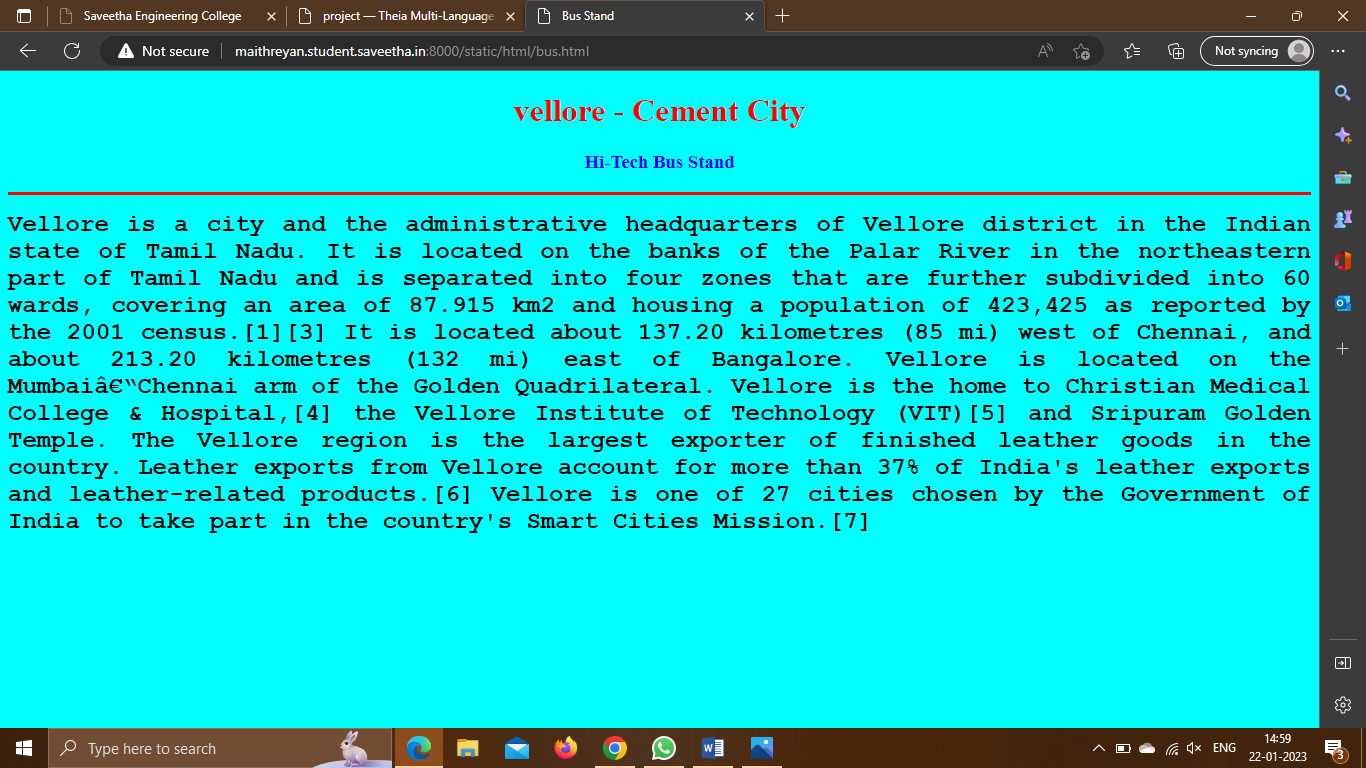 Saveetha Engineering College
project — Theia Multi-Language
Bus Stand
Not secure
maithreyan.student.saveetha.in:8000/static/html/bus.html
Not syncing
vellore - Cement City
Hi-Tech Bus Stand
Vellore is a city and the administrative headquarters of Vellore district in the Indian
state of Tamil Nadu. It is located on the banks of the Palar River in the northeastern
part of Tamil Nadu and is separated into four zones that are further subdivided into 60
wards, covering an area of 87.915 km2 and housing a population of 423,425 as reported by
the 2001 census.[1][3] It is located about 137.20 kilometres (85 mi) west of Chennai, and
about 213.20 kilometres (132 mi) east of Bangalore. Vellore is located on the
Mumbaiâ€“Chennai arm of the Golden Quadrilateral. Vellore is the home to Christian Medical
College & Hospital,[4] the Vellore Institute of Technology (VIT)[5] and Sripuram Golden
Temple. The Vellore region is the largest exporter of finished leather goods in the
country. Leather exports from Vellore account for more than 37% of India's leather exports
and leather-related products.[6] Vellore is one of 27 cities chosen by the Government of
India to take part in the country's Smart Cities Mission.[7]
Type here to search
ENG
14:59
22-01-2023
3